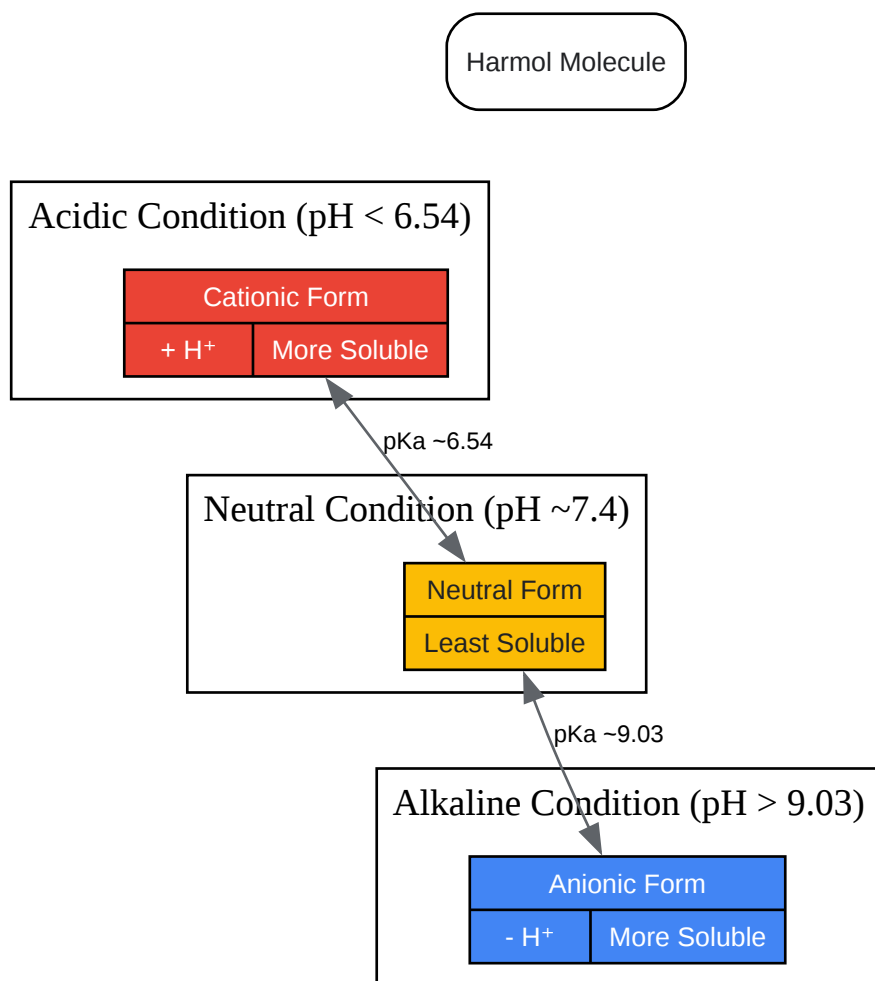 Harmol Molecule
Acidic Condition (pH < 6.54)
Cationic Form
+ H⁺ More Soluble
pKa ~6.54
Neutral Condition (pH ~7.4)
Neutral Form
Least Soluble
pKa ~9.03
Alkaline Condition (pH > 9.03)
Anionic Form
- H⁺ More Soluble